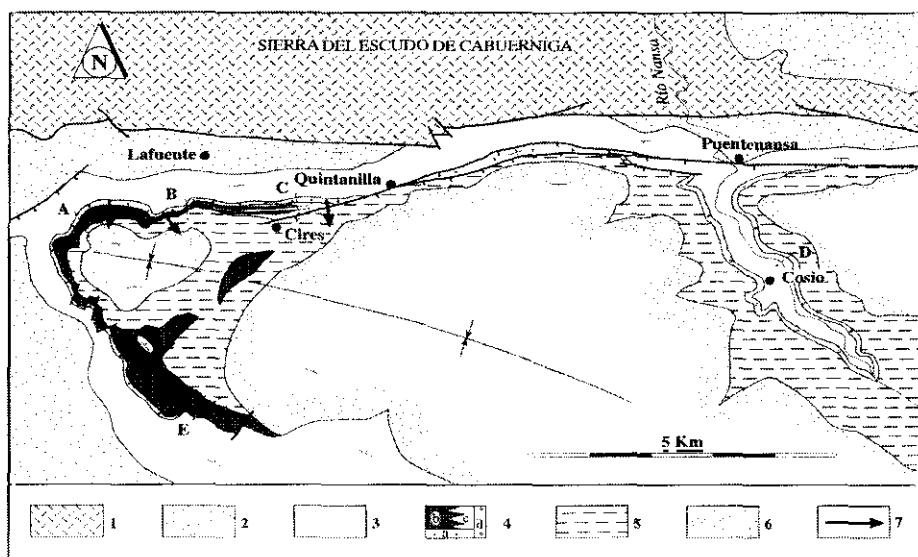 N
SIERRA DEL ESCUDO DE CABUERNIGA
Río Nansa
Lafuente
Puentenansa
Quintanilla
A
B
C
Cires
D
Cosio
E
5 Km
1
2
3
b
c
d
a
4
5
6
7